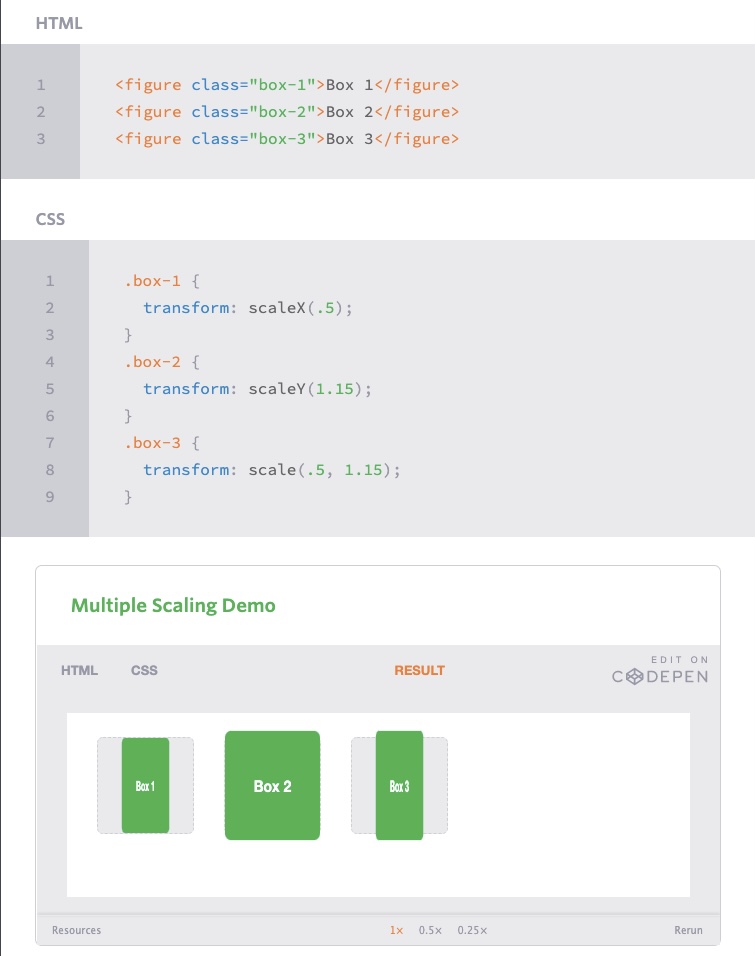 HTML
1 <figure class="box-1">Box 1</figure>
2 <figure class="box-2">Box 2</figure>
3 <figure class="box-3">Box 3</figure>
CSS
1 .box-1 {
2 transform: scaleX(.5);
3 }
4 .box-2 {
5 transform: scaleY(1.15);
6 }
7 .box-3 {
8 transform: scale(.5, 1.15);
9 }
Multiple Scaling Demo
HTML CSS RESULT EDIT ON
CODEPEN
Box 1 Box 2 Box 3
Resources 1× 0.5× 0.25× Rerun